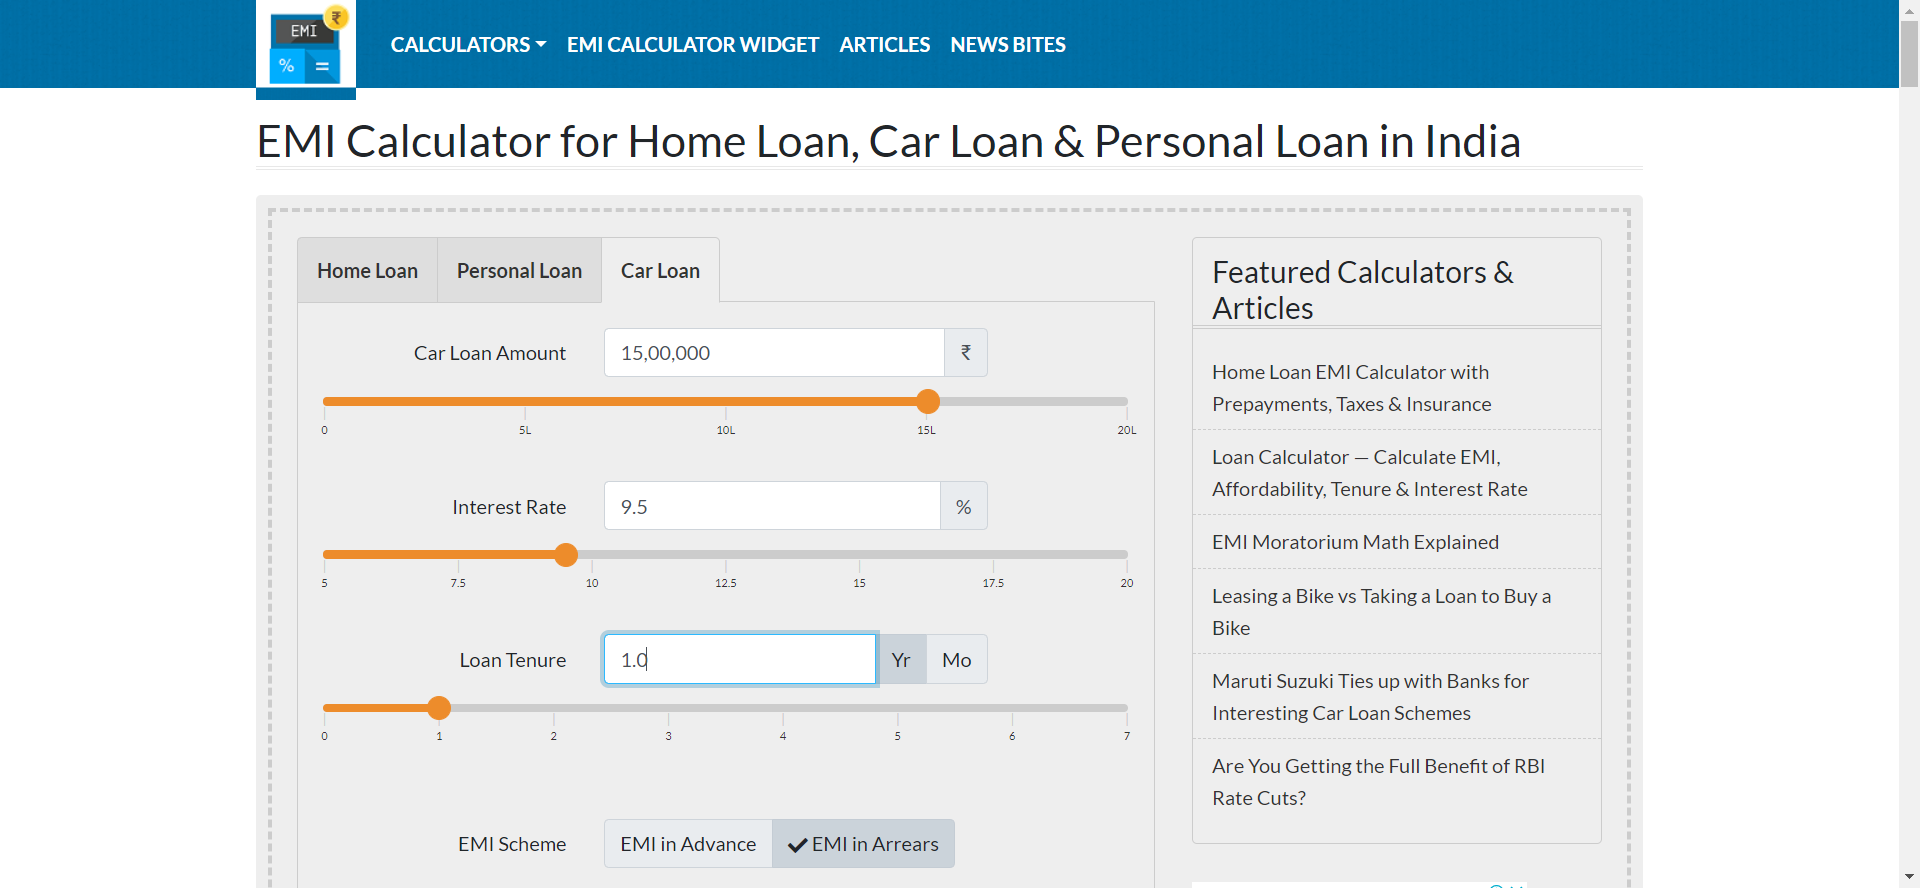 EMI
₹
%
=
CALCULATORS
EMI CALCULATOR WIDGET
ARTICLES
NEWS BITES
EMI Calculator for Home Loan, Car Loan & Personal Loan in India
Home Loan
Personal Loan
Car Loan
Car Loan Amount
15,00,000
₹
0
5L
10L
15L
20L
Interest Rate
9.5
%
5
7.5
10
12.5
15
17.5
20
Loan Tenure
1.0
Yr
Mo
0
1
2
3
4
5
6
7
EMI Scheme
EMI in Advance
EMI in Arrears
Featured Calculators &
Articles
Home Loan EMI Calculator with
Prepayments, Taxes & Insurance
Loan Calculator — Calculate EMI,
Affordability, Tenure & Interest Rate
EMI Moratorium Math Explained
Leasing a Bike vs Taking a Loan to Buy a
Bike
Maruti Suzuki Ties up with Banks for
Interesting Car Loan Schemes
Are You Getting the Full Benefit of RBI
Rate Cuts?